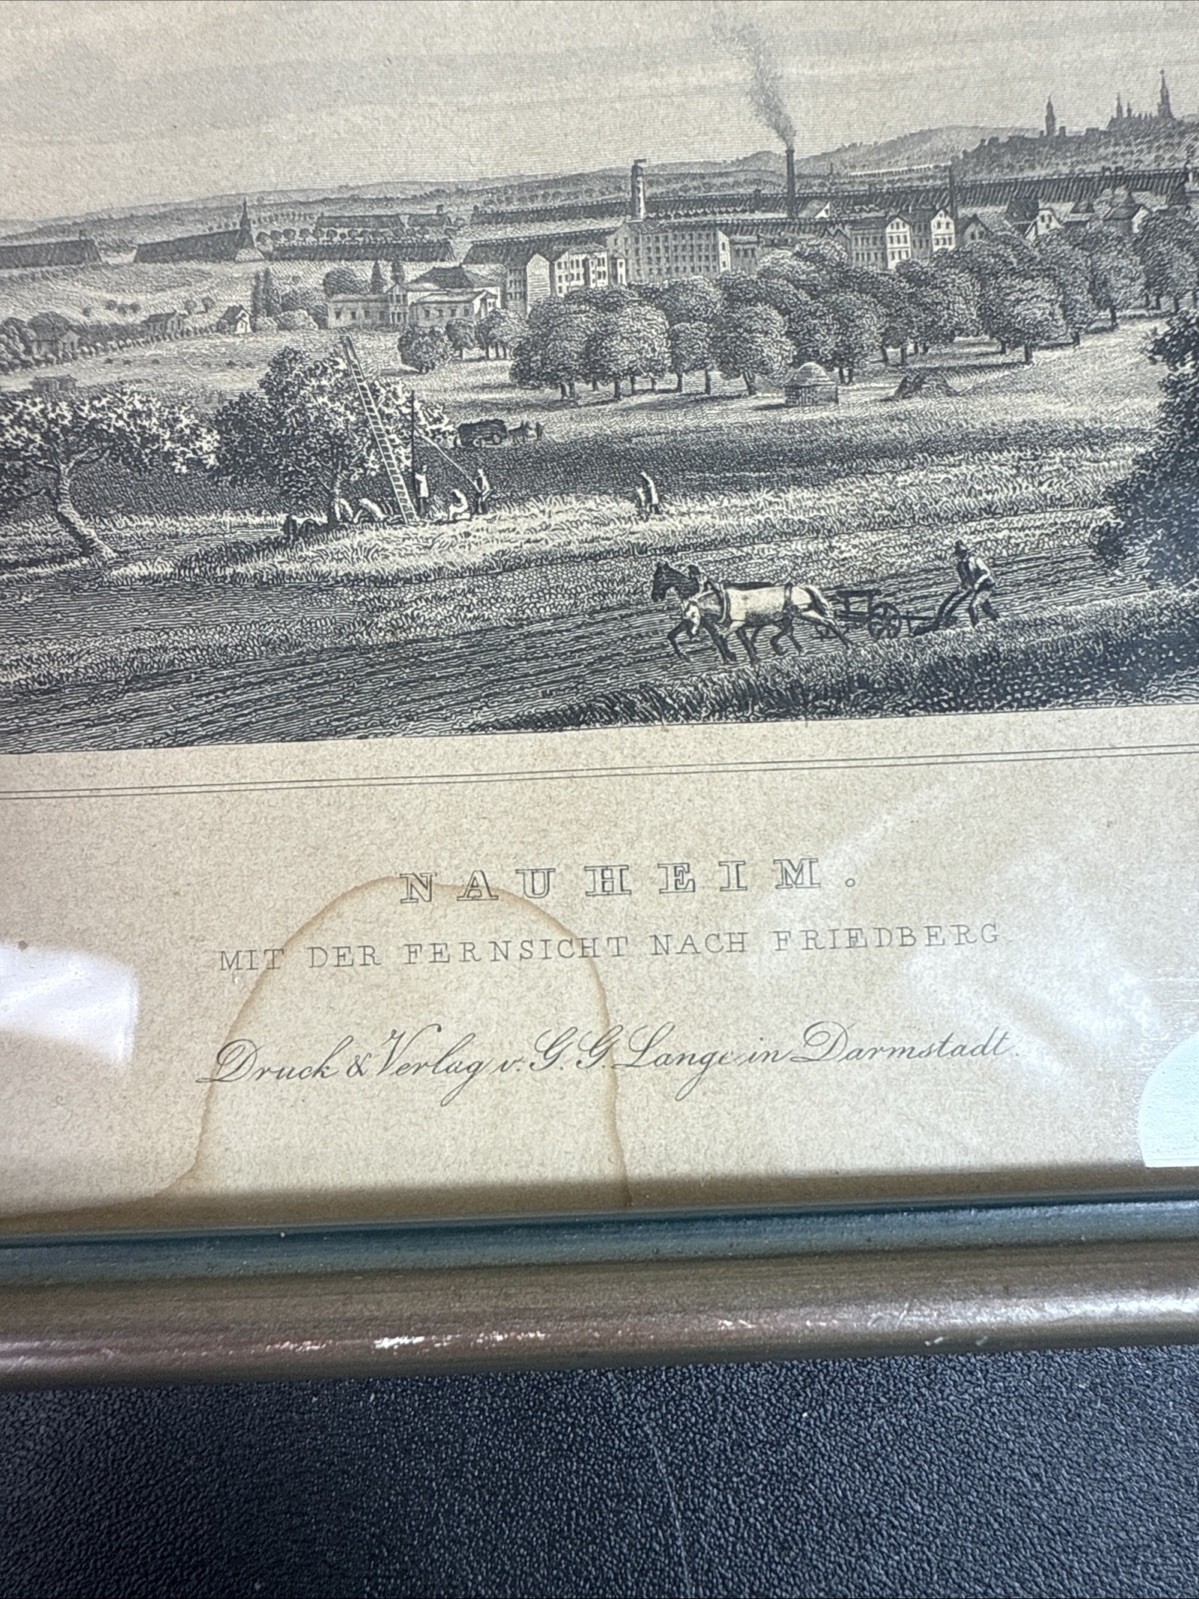 NAUHEIM.
MIT DER FERNSICHT NACH FRIEDBERG
Druck & Verlag v. G. G. Lange in Darmstadt.